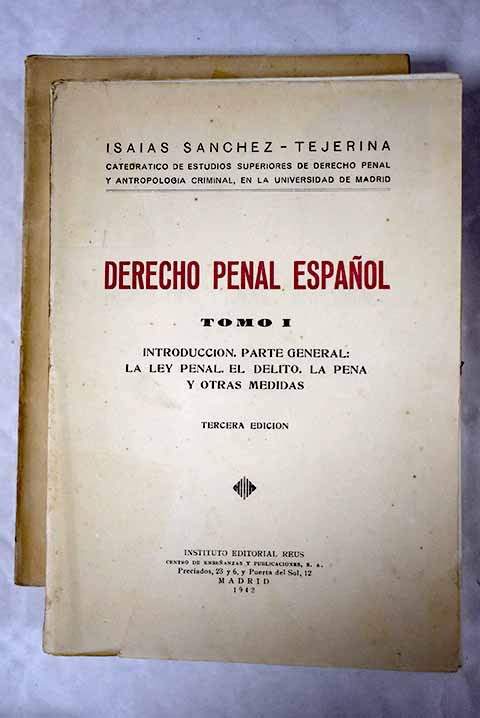 ISAIAS SANCHEZ - TEJERINA
CATEDRATICO DE ESTUDIOS SUPERIORES DE DERECHO PENAL
Y ANTROPOLOGIA CRIMINAL, EN LA UNIVERSIDAD DE MADRID
DERECHO PENAL ESPAÑOL
TOMO I
INTRODUCCION. PARTE GENERAL:
LA LEY PENAL. EL DELITO. LA PENA
Y OTRAS MEDIDAS
TERCERA EDICION
INSTITUTO EDITORIAL REUS
CENTRO DE ENSEÑANZAS Y PUBLICACIONES, S. A.
Preciados, 23 y 6, y Puerta del Sol, 12
MADRID
1942